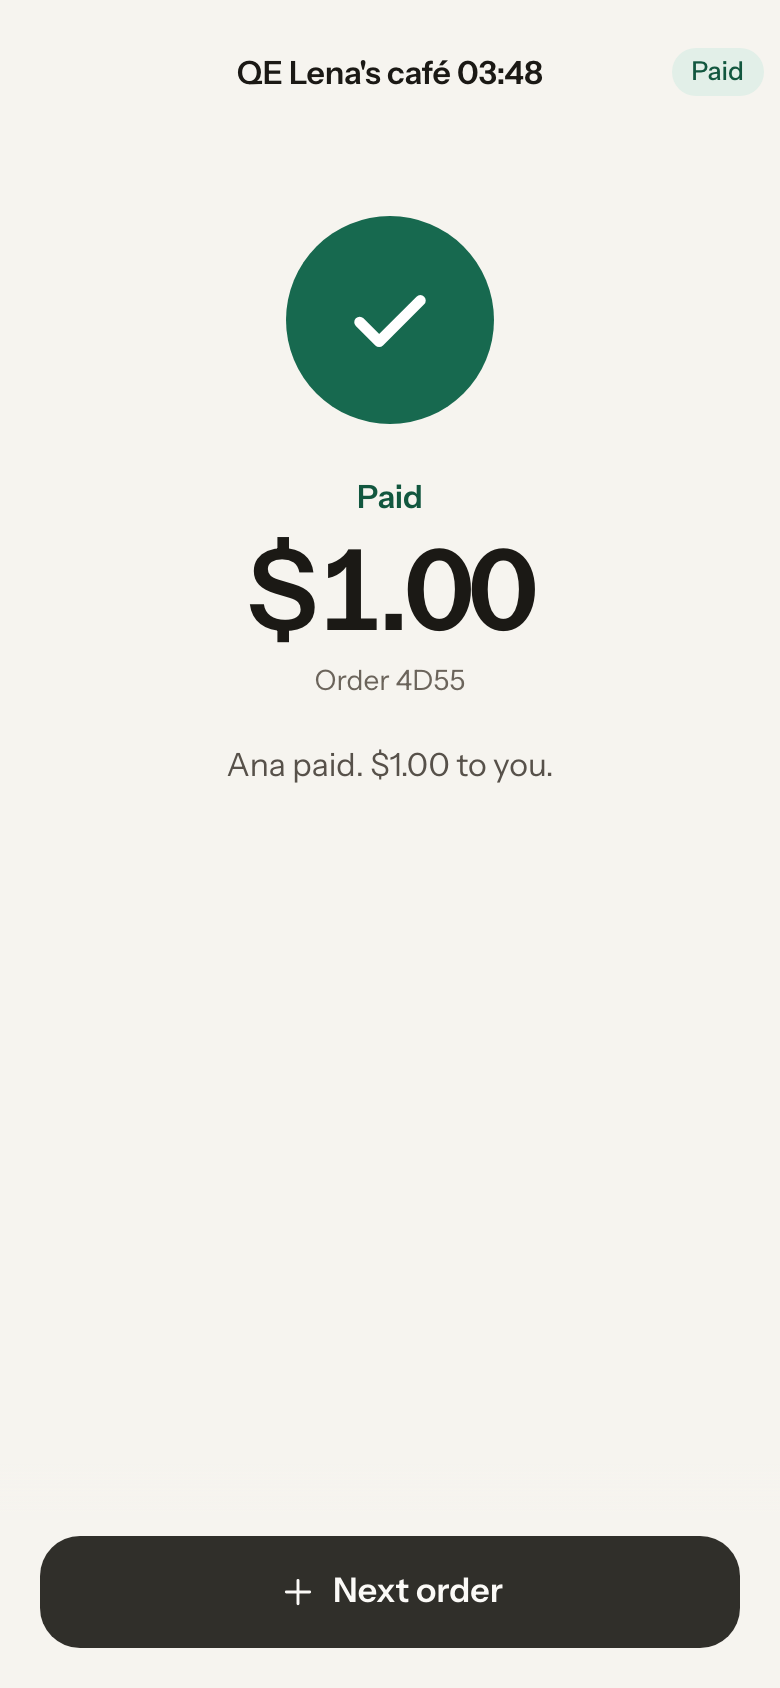 QE Lena's café 03:48
Paid
Paid
$1.00
Order 4D55
Ana paid. $1.00 to you.
Next order